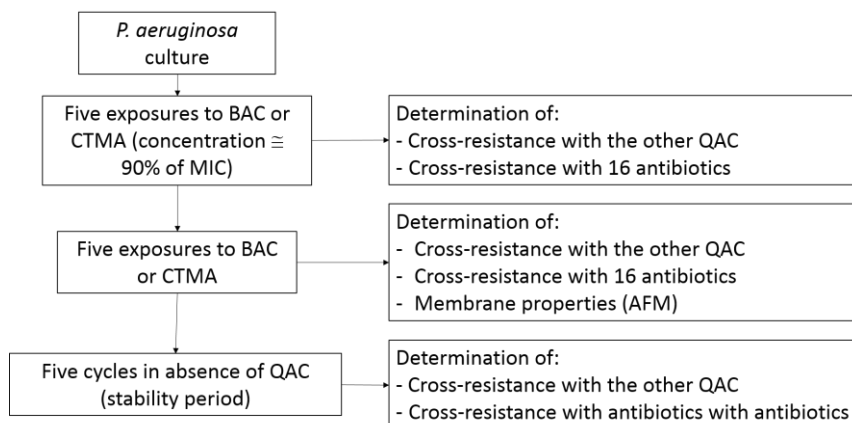 P. aeruginosa
culture
Five exposures to BAC or
CTMA (concentration ≅
90% of MIC)
Determination of:
- Cross-resistance with the other QAC
- Cross-resistance with 16 antibiotics
Five exposures to BAC
or CTMA
Determination of:
- Cross-resistance with the other QAC
- Cross-resistance with 16 antibiotics
- Membrane properties (AFM)
Five cycles in absence of QAC
(stability period)
Determination of:
- Cross-resistance with the other QAC
- Cross-resistance with antibiotics with antibiotics